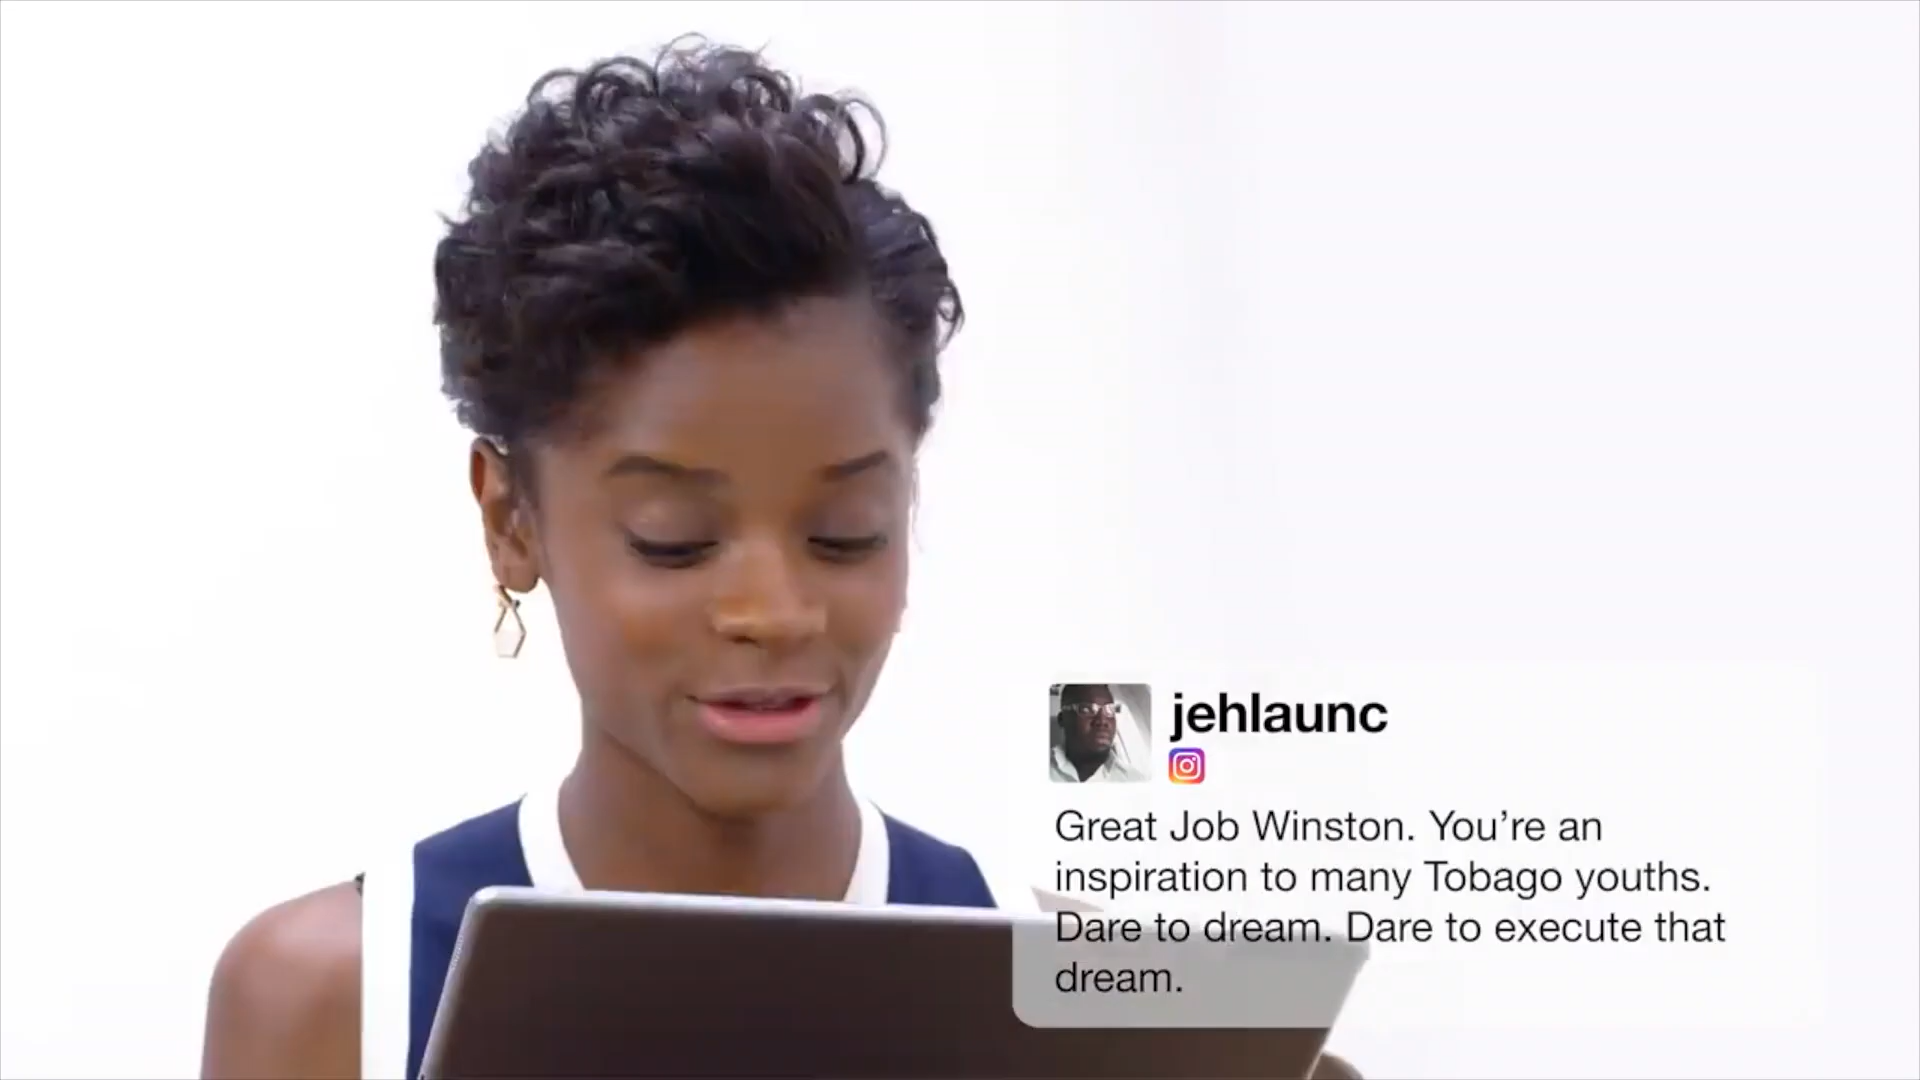 jehlaunc
Great Job Winston. You’re an
inspiration to many Tobago youths.
Dare to dream. Dare to execute that
dream.